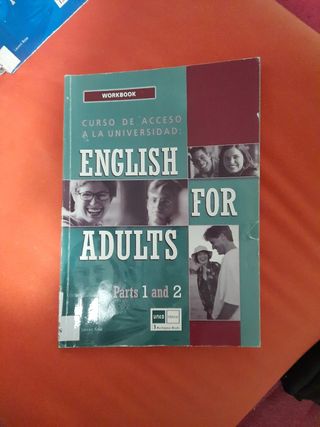 WORKBOOK
CURSO DE ACCESO
A LA UNIVERSIDAD:
ENGLISH
FOR
ADULTS
Parts 1 and 2
UNED